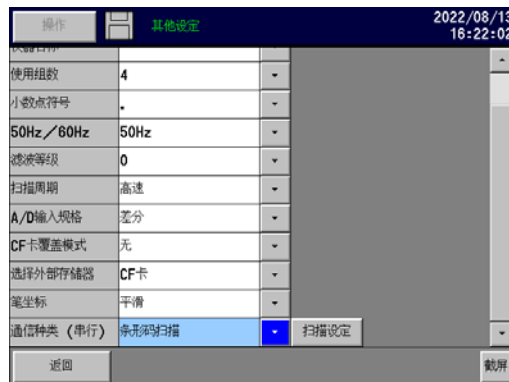 操作
其他设定
2022/08/13
16:22:02
使用组数 4
小数点符号 .
50Hz／60Hz 50Hz
滤波等级 0
扫描周期 高速
A/D输入规格 差分
CF卡覆盖模式 无
选择外部存储器 CF卡
笔坐标 平滑
通信种类 (串行) 条形码扫描 扫描设定
返回
截屏